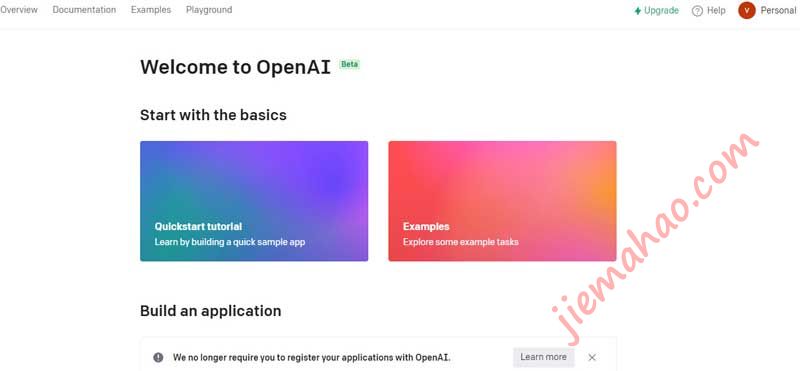 Overview Documentation Examples Playground Upgrade Help V Personal
Welcome to OpenAI Beta
Start with the basics
Quickstart tutorial
Learn by building a quick sample app
Examples
Explore some example tasks
jiemahao.com
Build an application
We no longer require you to register your applications with OpenAI. Learn more